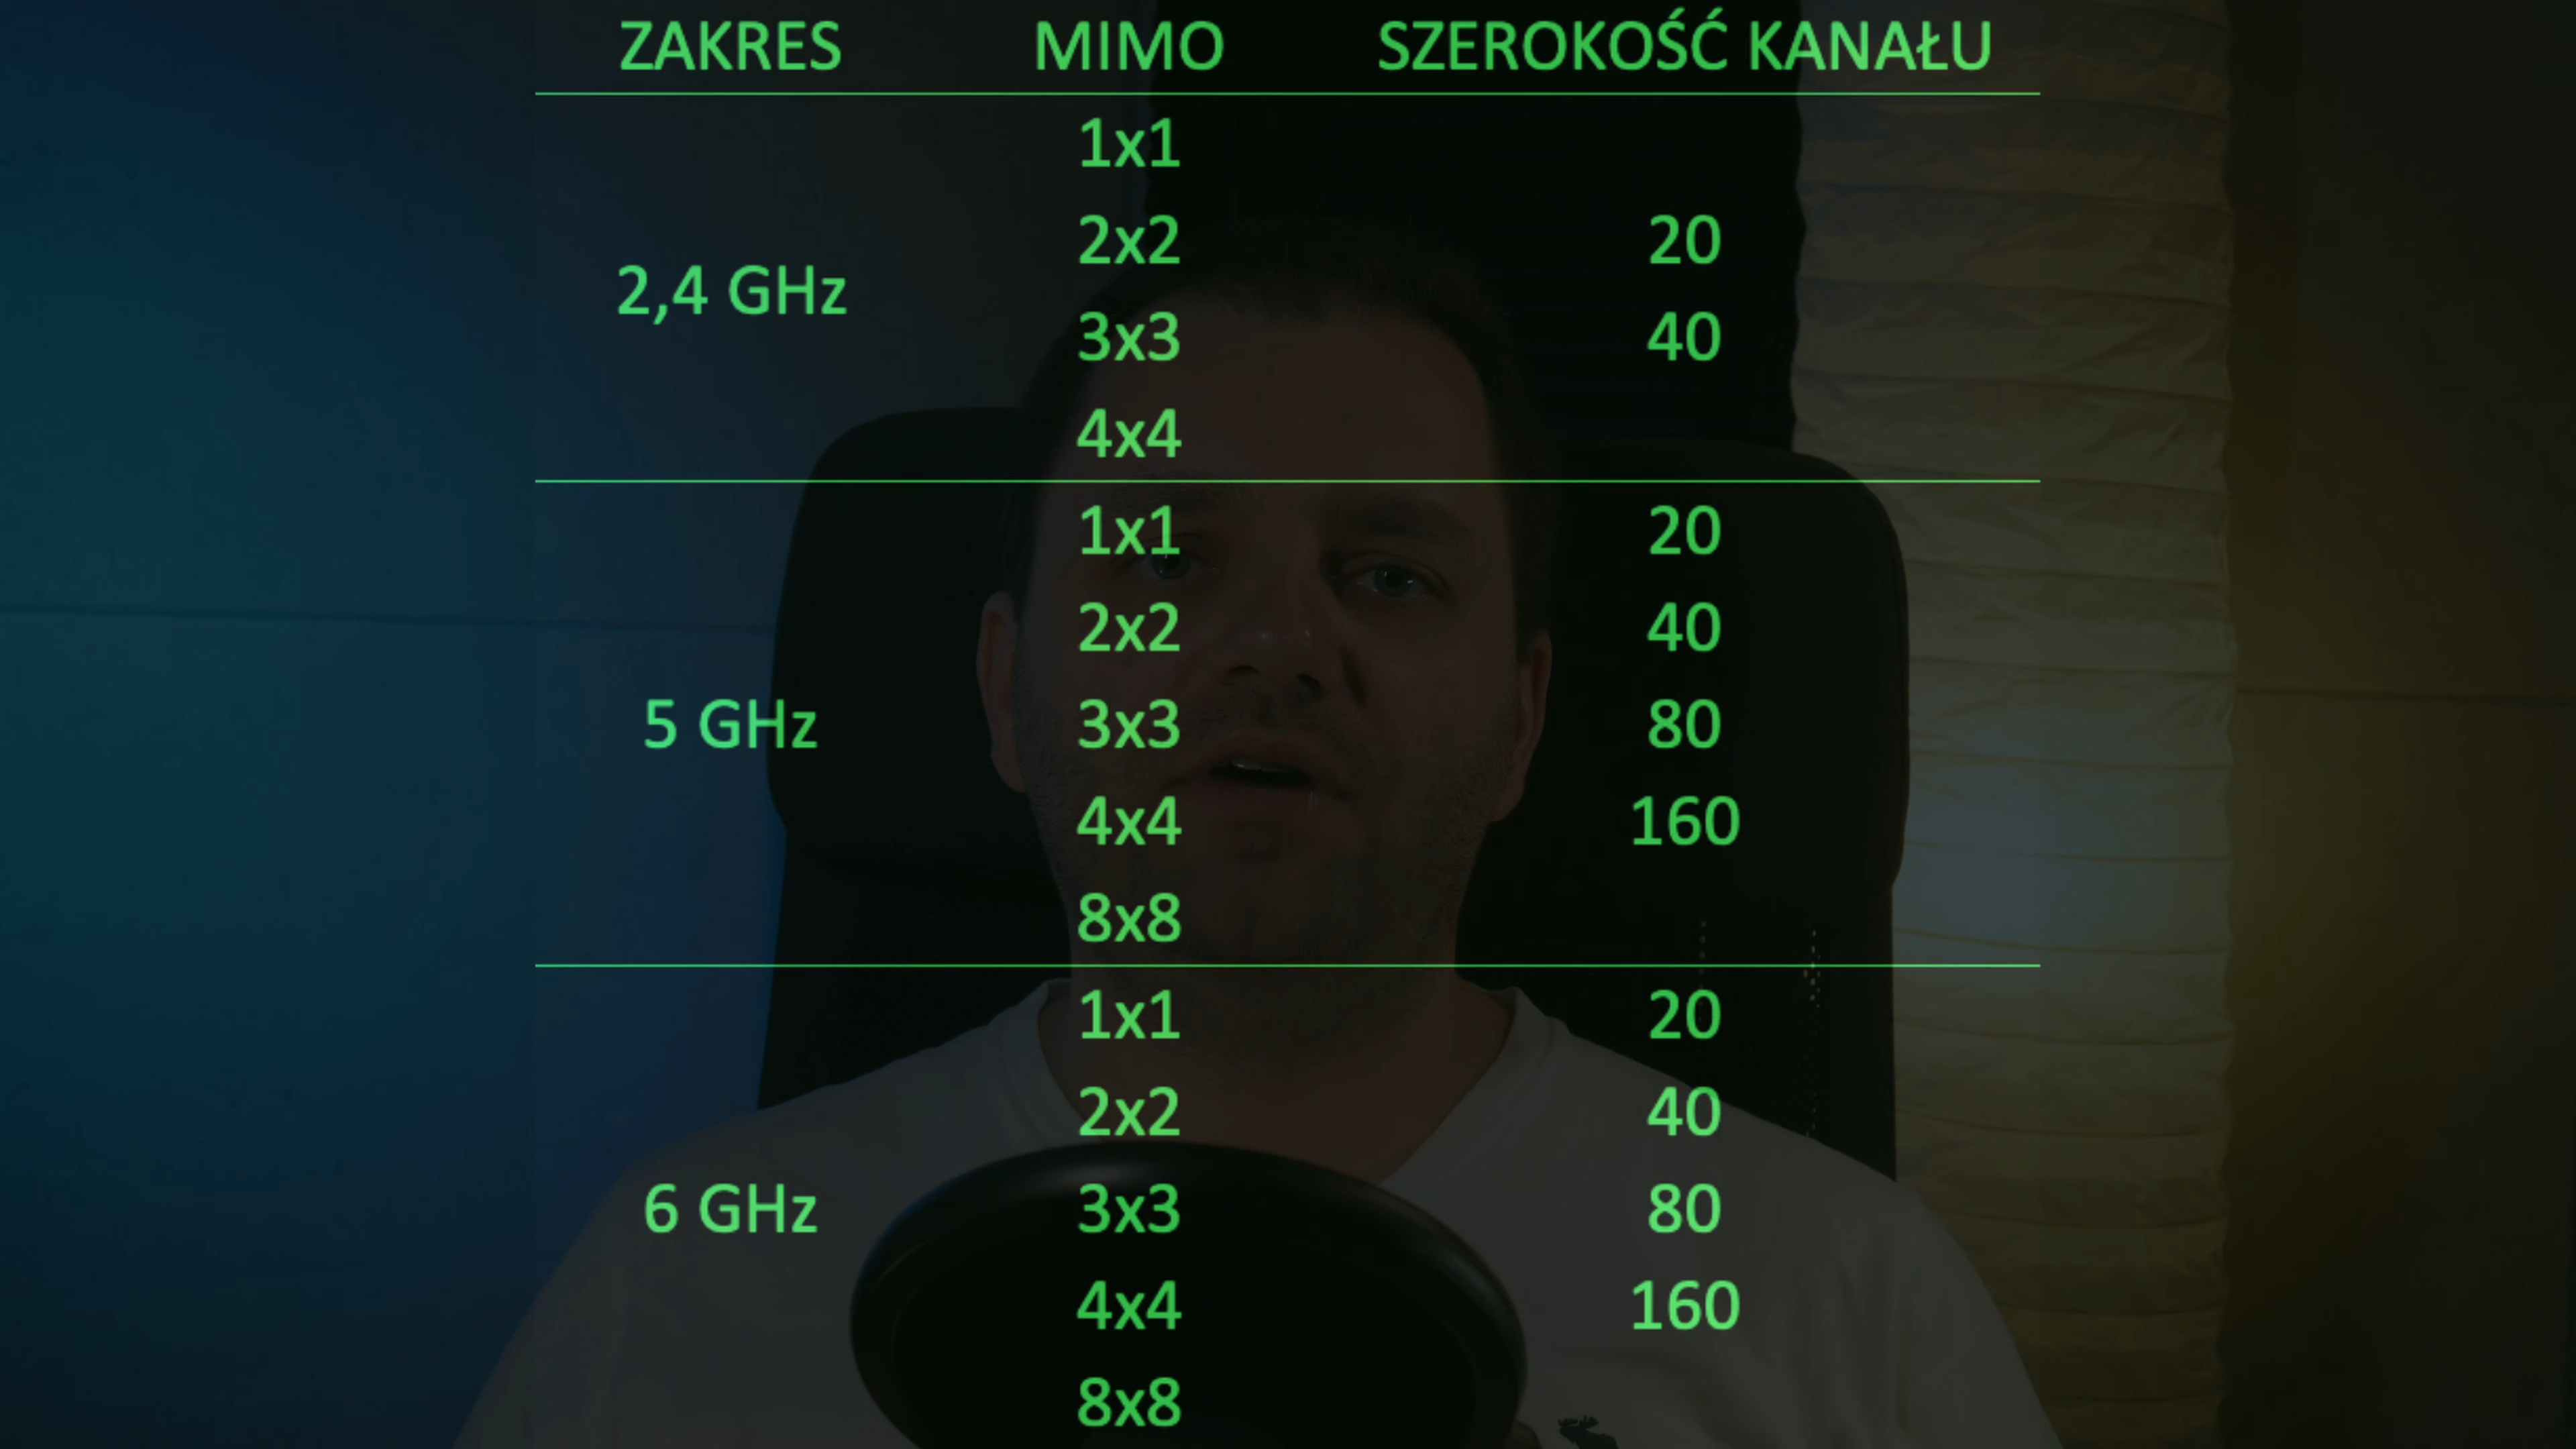 ZAKRES MIMO SZEROKOŚĆ KANAŁU
1x1
2x2 20
2,4 GHz
3x3 40
4x4
1x1 20
2x2 40
5 GHz 3x3 80
4x4 160
8x8
1x1 20
2x2 40
6 GHz 3x3 80
4x4 160
8x8